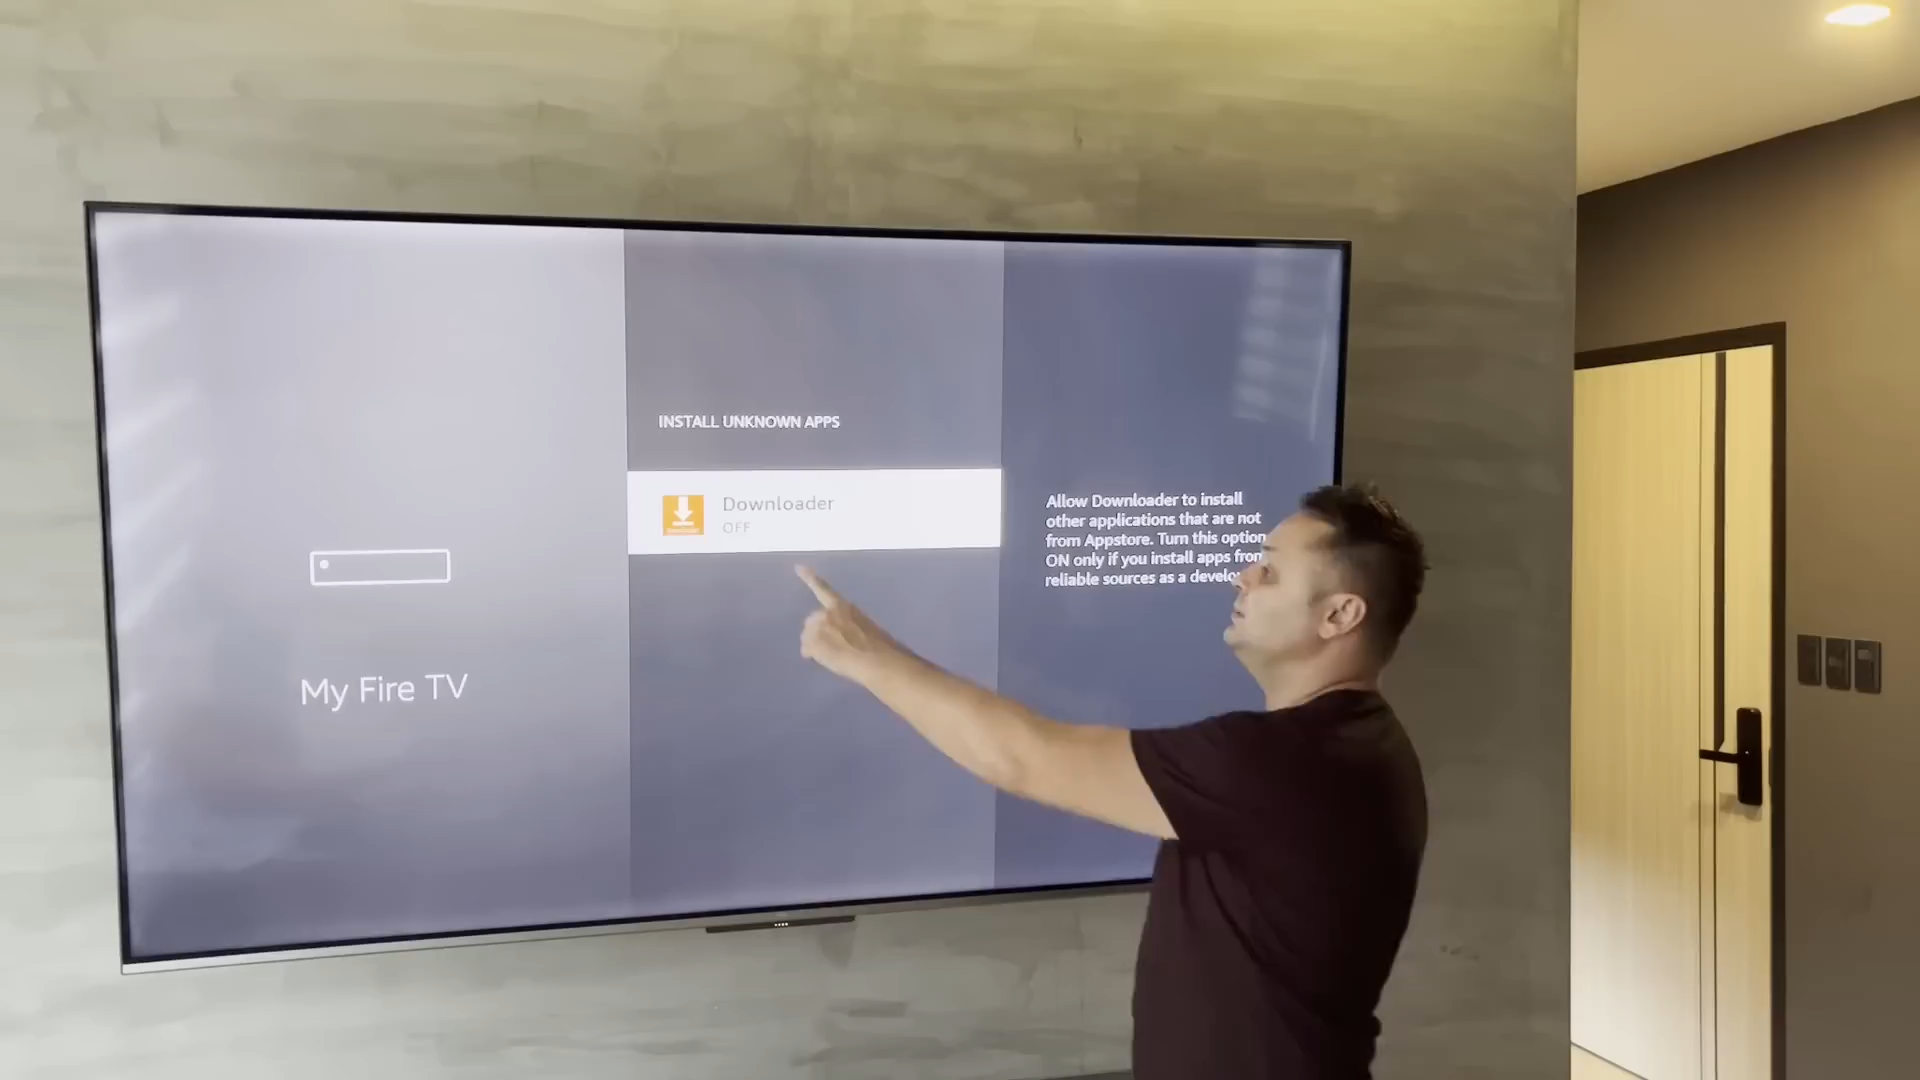 INSTALL UNKNOWN APPS
Downloader
OFF
Allow Downloader to install
other applications that are not
from Appstore. Turn this option
ON only if you install apps from
reliable sources as a
My Fire TV